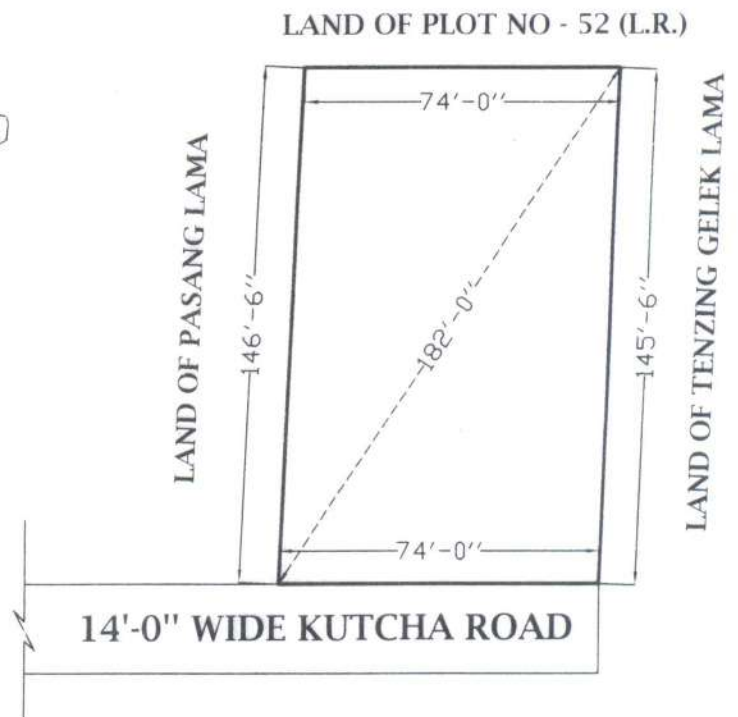 LAND OF PLOT NO - 52 (L.R.)
74'-0''
LAND OF PASANG LAMA
146'-6''
182'-0''
145'-6''
LAND OF TENZING GELEK LAMA
74'-0''
14'-0" WIDE KUTCHA ROAD